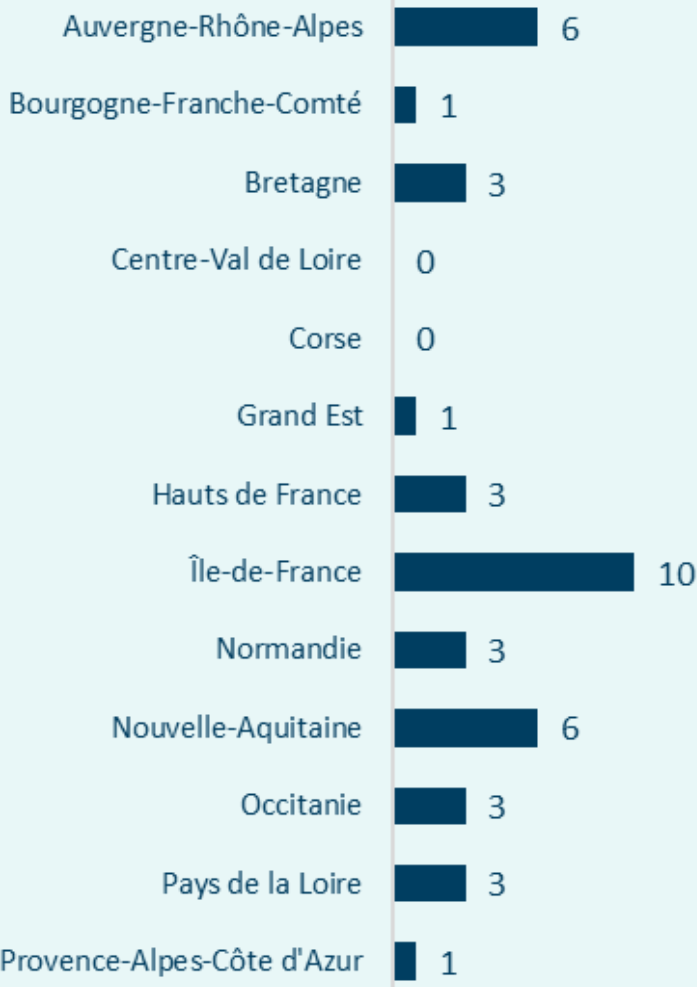 Auvergne-Rhône-Alpes 6
Bourgogne-Franche-Comté 1
Bretagne 3
Centre-Val de Loire 0
Corse 0
Grand Est 1
Hauts de France 3
Île-de-France 10
Normandie 3
Nouvelle-Aquitaine 6
Occitanie 3
Pays de la Loire 3
Provence-Alpes-Côte d'Azur 1